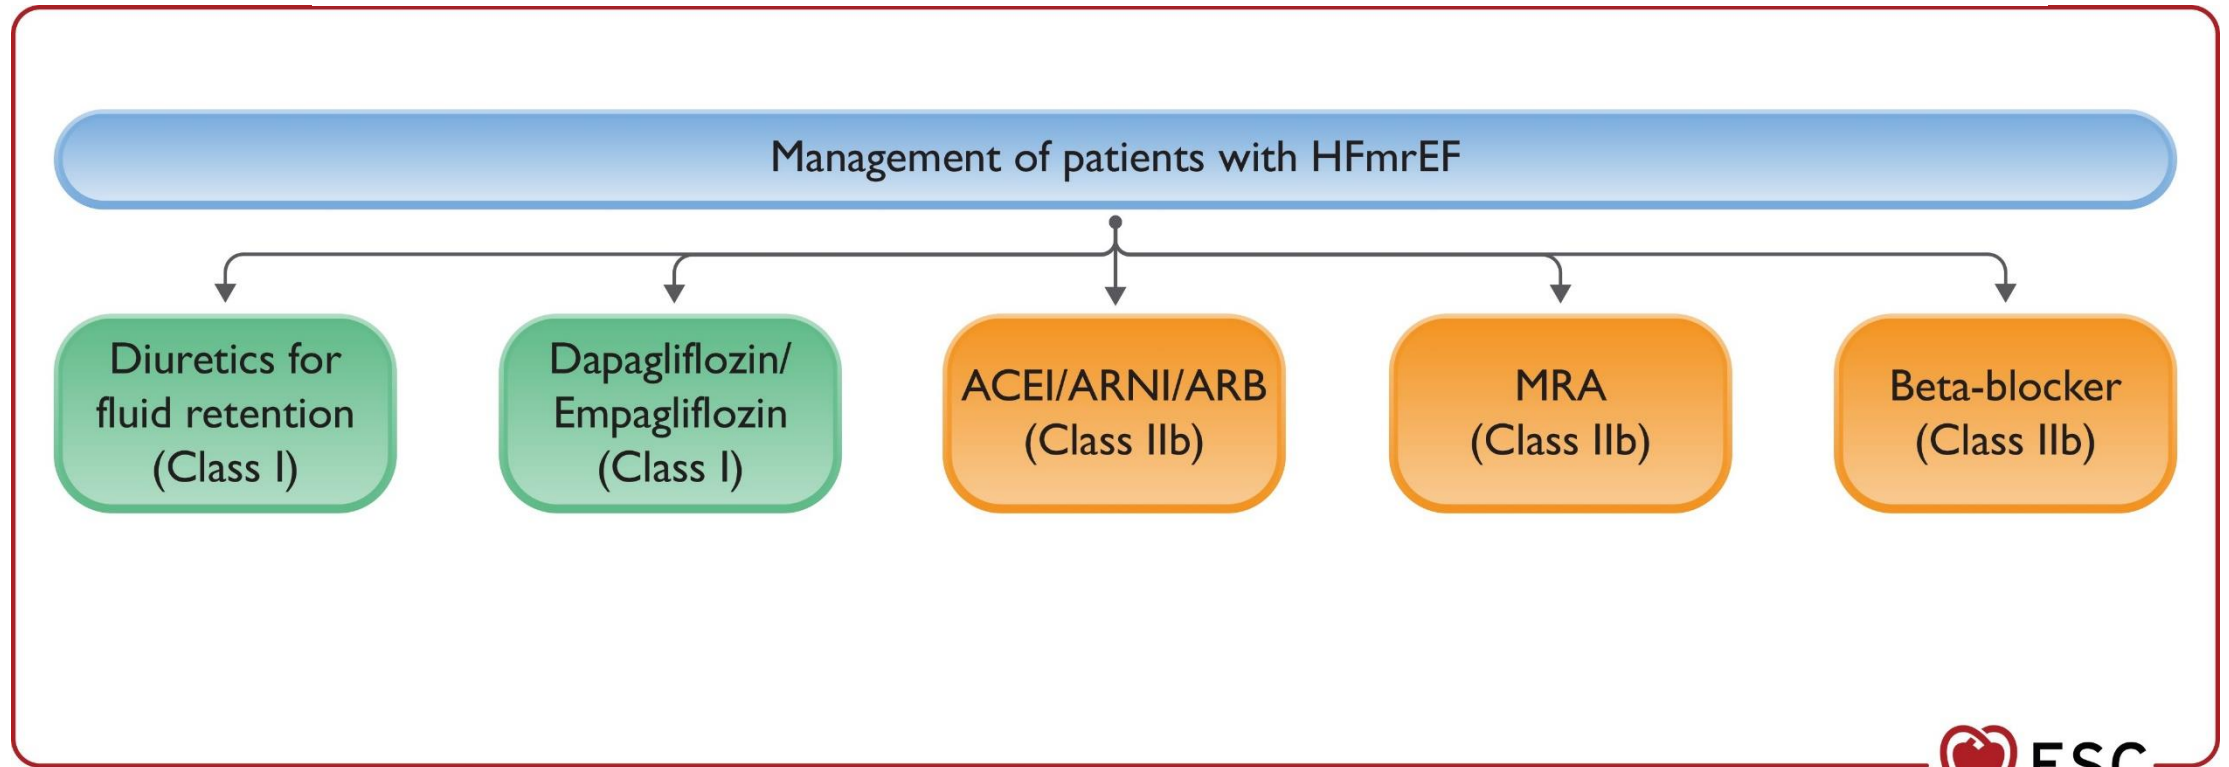 Management of patients with HFmrEF
Diuretics for
fluid retention
(Class I)
Dapagliflozin/
Empagliflozin
(Class I)
ACEI/ARNI/ARB
(Class IIb)
MRA
(Class IIb)
Beta-blocker
(Class IIb)
ESC